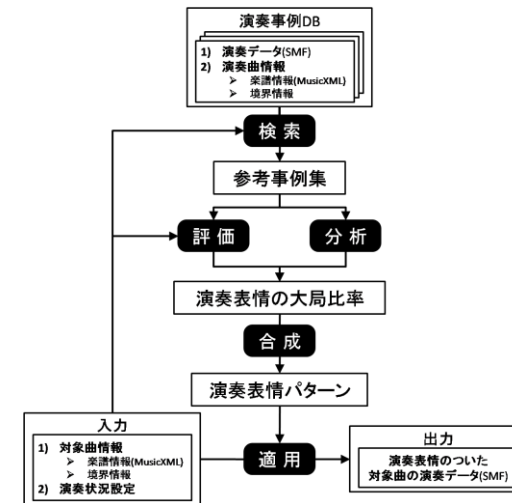 演奏事例DB
1) 演奏データ(SMF)
2) 演奏曲情報
➢ 楽譜情報(MusicXML)
➢ 境界情報
検索
参考事例集
評価
分析
演奏表情の大局比率
合成
演奏表情パターン
入力
1) 対象曲情報
➢ 楽譜情報(MusicXML)
➢ 境界情報
2) 演奏状況設定
適用
出力
演奏表情のついた
対象曲の演奏データ(SMF)